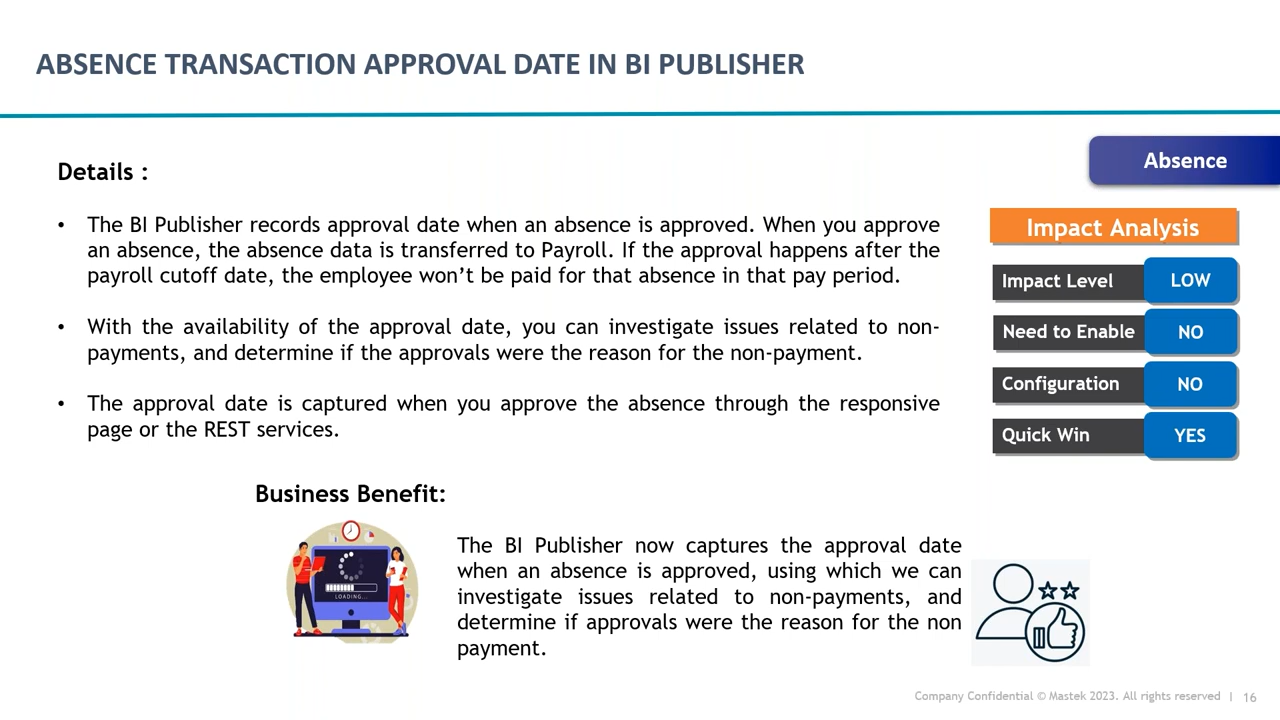 ABSENCE TRANSACTION APPROVAL DATE IN BI PUBLISHER
Absence
Details :
• The BI Publisher records approval date when an absence is approved. When you approve
an absence, the absence data is transferred to Payroll. If the approval happens after the
payroll cutoff date, the employee won’t be paid for that absence in that pay period.
• With the availability of the approval date, you can investigate issues related to non-
payments, and determine if the approvals were the reason for the non-payment.
• The approval date is captured when you approve the absence through the responsive
page or the REST services.
Impact Analysis
Impact Level LOW
Need to Enable NO
Configuration NO
Quick Win YES
Business Benefit:
LOADING...
The BI Publisher now captures the approval date
when an absence is approved, using which we can
investigate issues related to non-payments, and
determine if approvals were the reason for the non
payment.
Company Confidential © Mastek 2023. All rights reserved | 16